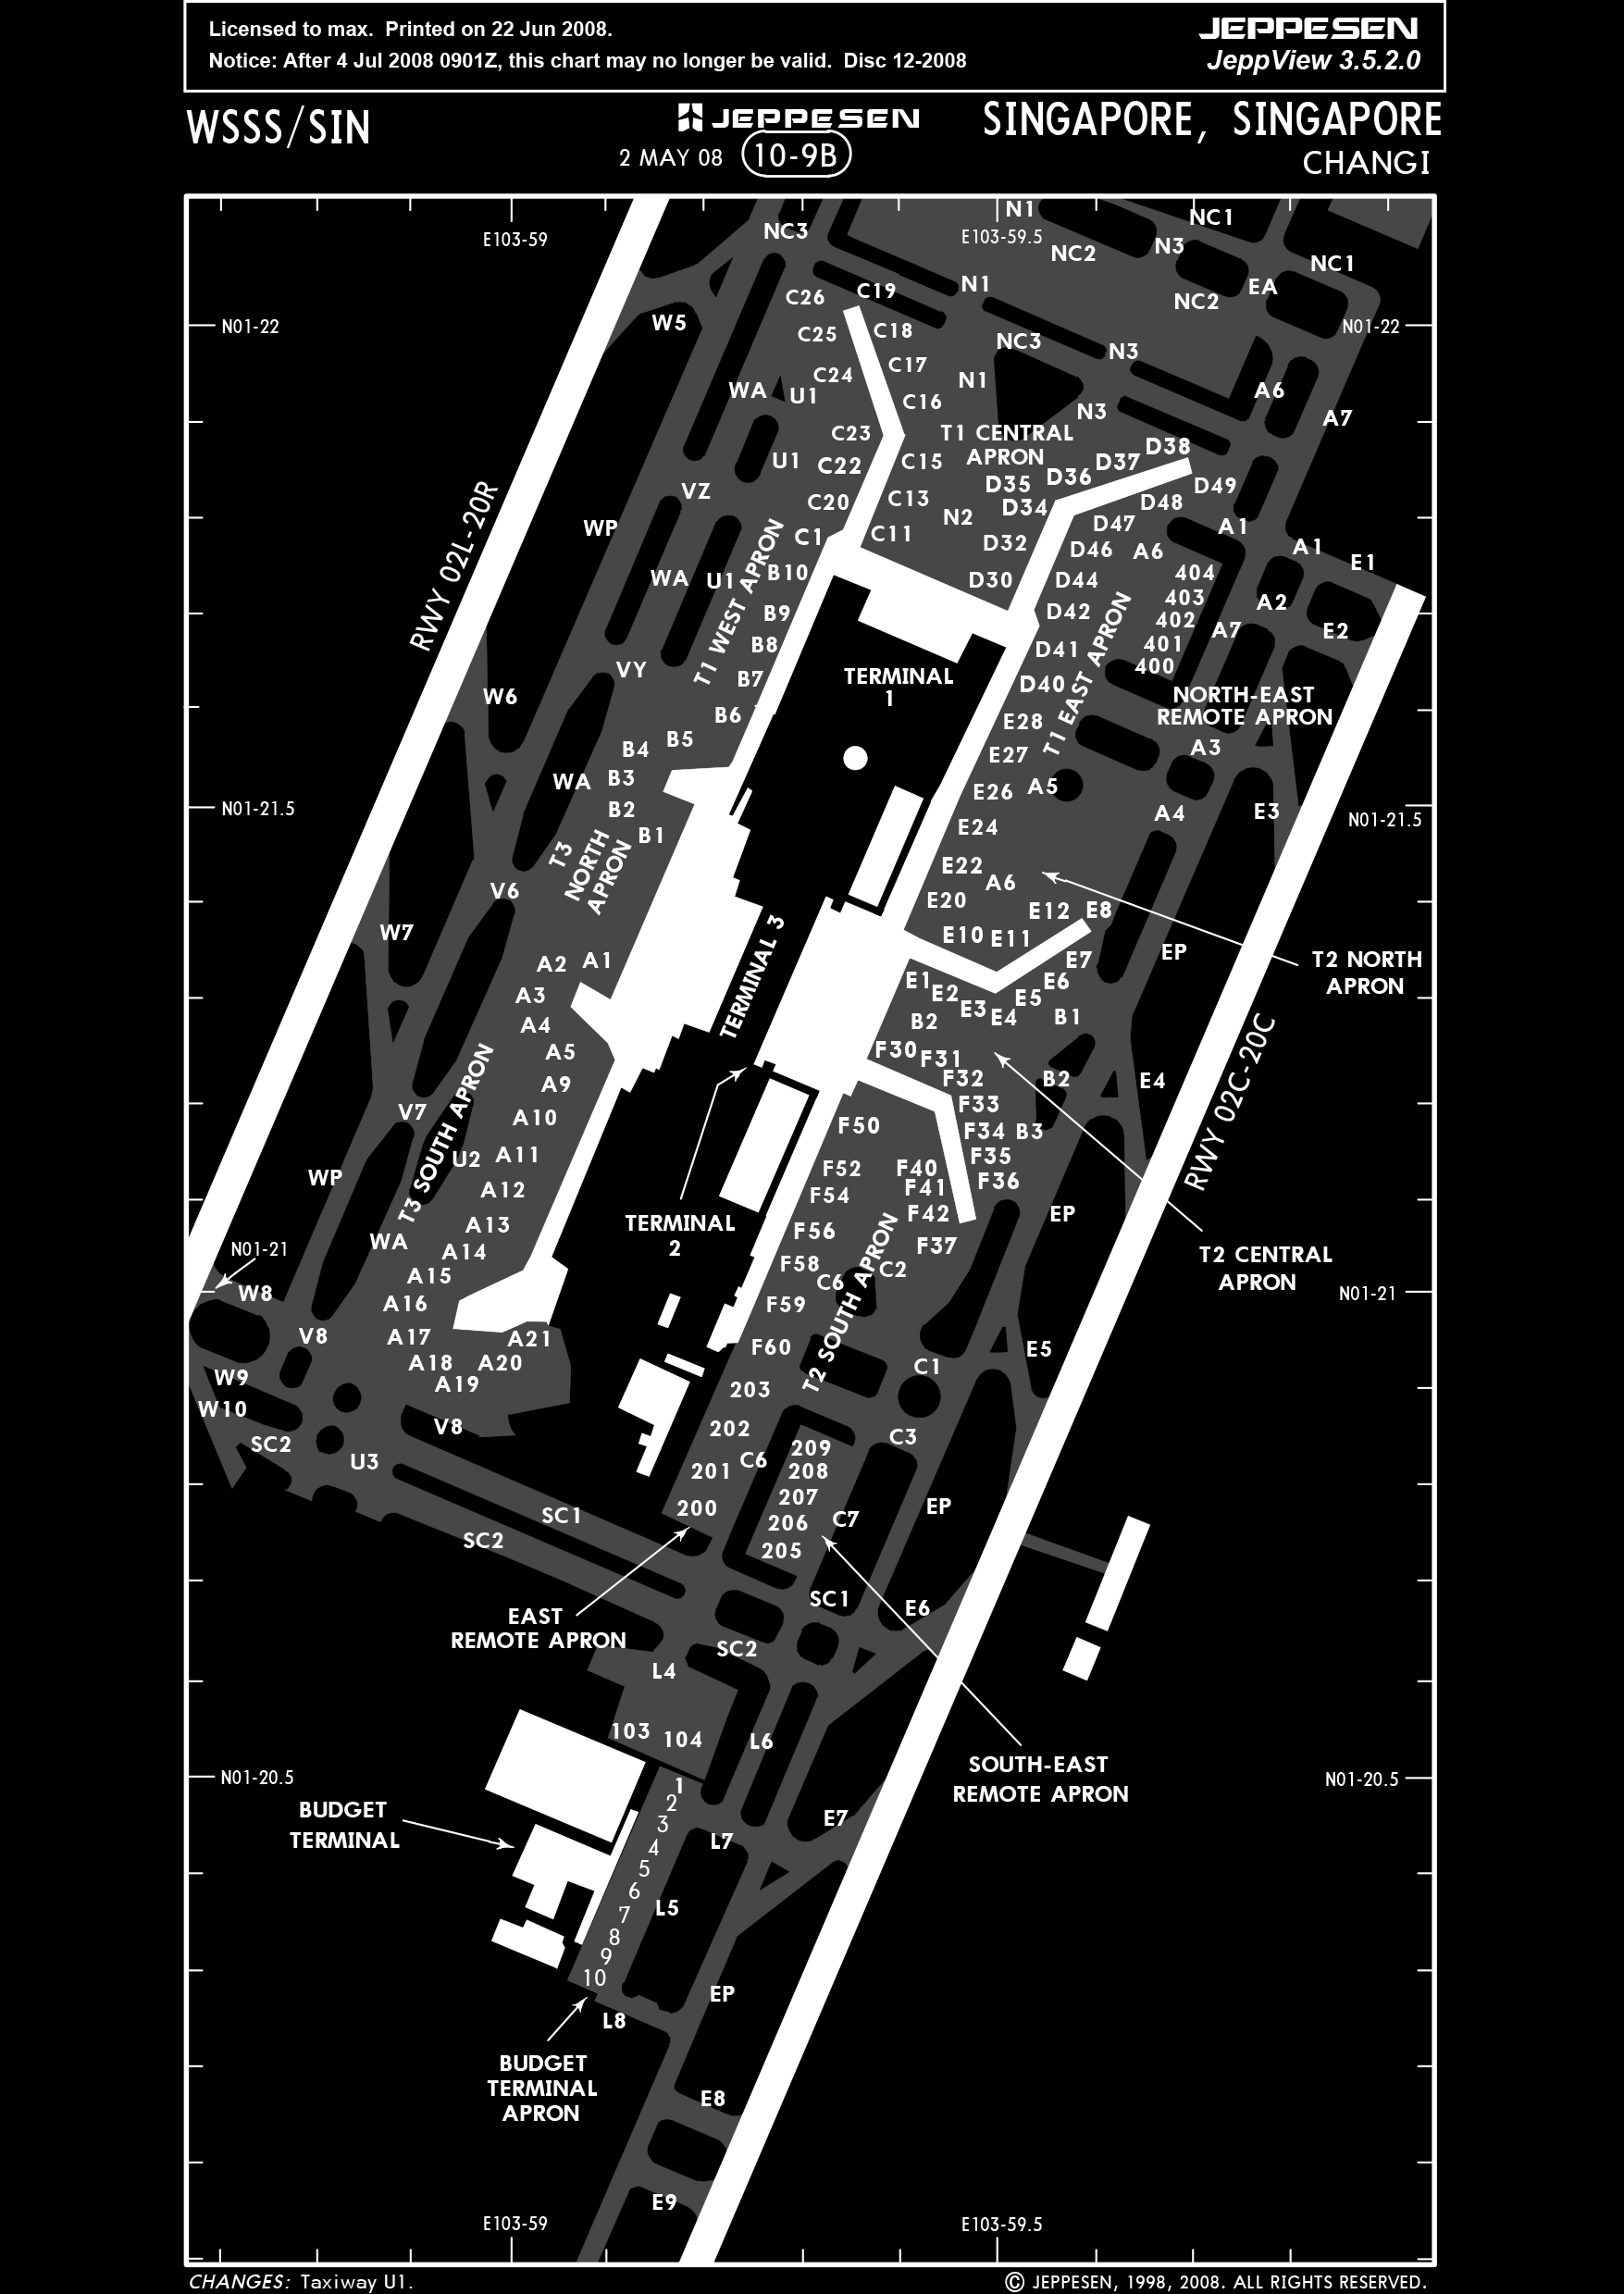 Licensed to max. Printed on 22 Jun 2008.
Notice: After 4 Jul 2008 0901Z, this chart may no longer be valid. Disc 12-2008
JEPPESEN
JeppView 3.5.2.0
WSSS/SIN
JEPPESEN
2 MAY 08
10-9B
SINGAPORE, SINGAPORE
CHANGI
N1
NC1
NC3
E103-59
E103-59.5
NC2
N3
NC1
N1
EA
C26
C19
NC2
W5
N01-22
N01-22
C25
C18
NC3
N3
C17
C24
N1
WA
U1
A6
C16
N3
A7
C23
T1 CENTRAL
APRON
D38
U1
C22
C15
D37
D36
VZ
D35
D49
C20
C13
D34
D48
RWY 02L-20R
WP
N2
D47
A1
C1
C11
D32
D46
A6
A1
E1
WA
U1
B10
D30
D44
404
T1 WEST APRON
403
A2
B9
D42
402
A7
E2
B8
D41
401
T1 EAST APRON
400
VY
B7
TERMINAL
1
D40
W6
NORTH-EAST
REMOTE APRON
B6
E28
B5
B4
E27
A3
WA
B3
E26
A5
B2
N01-21.5
N01-21.5
E24
A4
E3
B1
T3
NORTH
APRON
E22
V6
A6
E20
E12
E8
W7
E10
E11
EP
T2 NORTH
APRON
A2
A1
TERMINAL 3
E7
E1
E6
A3
E2
E5
E3
E4
B1
A4
B2
RWY 02C-20C
A5
F30
F31
T3 SOUTH APRON
A9
F32
B2
E4
V7
A10
F33
F50
F34
B3
U2
A11
F35
WP
F52
F40
F36
A12
F54
F41
F42
EP
A13
TERMINAL
2
F56
F37
WA
A14
N01-21
T2 CENTRAL
APRON
A15
F58
C6
C2
W8
N01-21
A16
F59
T2 SOUTH APRON
V8
A17
A21
F60
E5
A18
A20
C1
W9
A19
203
W10
V8
202
C3
SC2
209
U3
C6
201
208
207
EP
200
SC1
206
C7
SC2
205
SC1
E6
EAST
REMOTE APRON
SC2
L4
103
104
L6
SOUTH-EAST
REMOTE APRON
N01-20.5
N01-20.5
1
BUDGET
TERMINAL
2
3
E7
L7
4
5
6
L5
7
8
9
10
EP
L8
BUDGET
TERMINAL
APRON
E8
E9
E103-59
E103-59.5
CHANGES: Taxiway U1.
© JEPPESEN, 1998, 2008. ALL RIGHTS RESERVED.